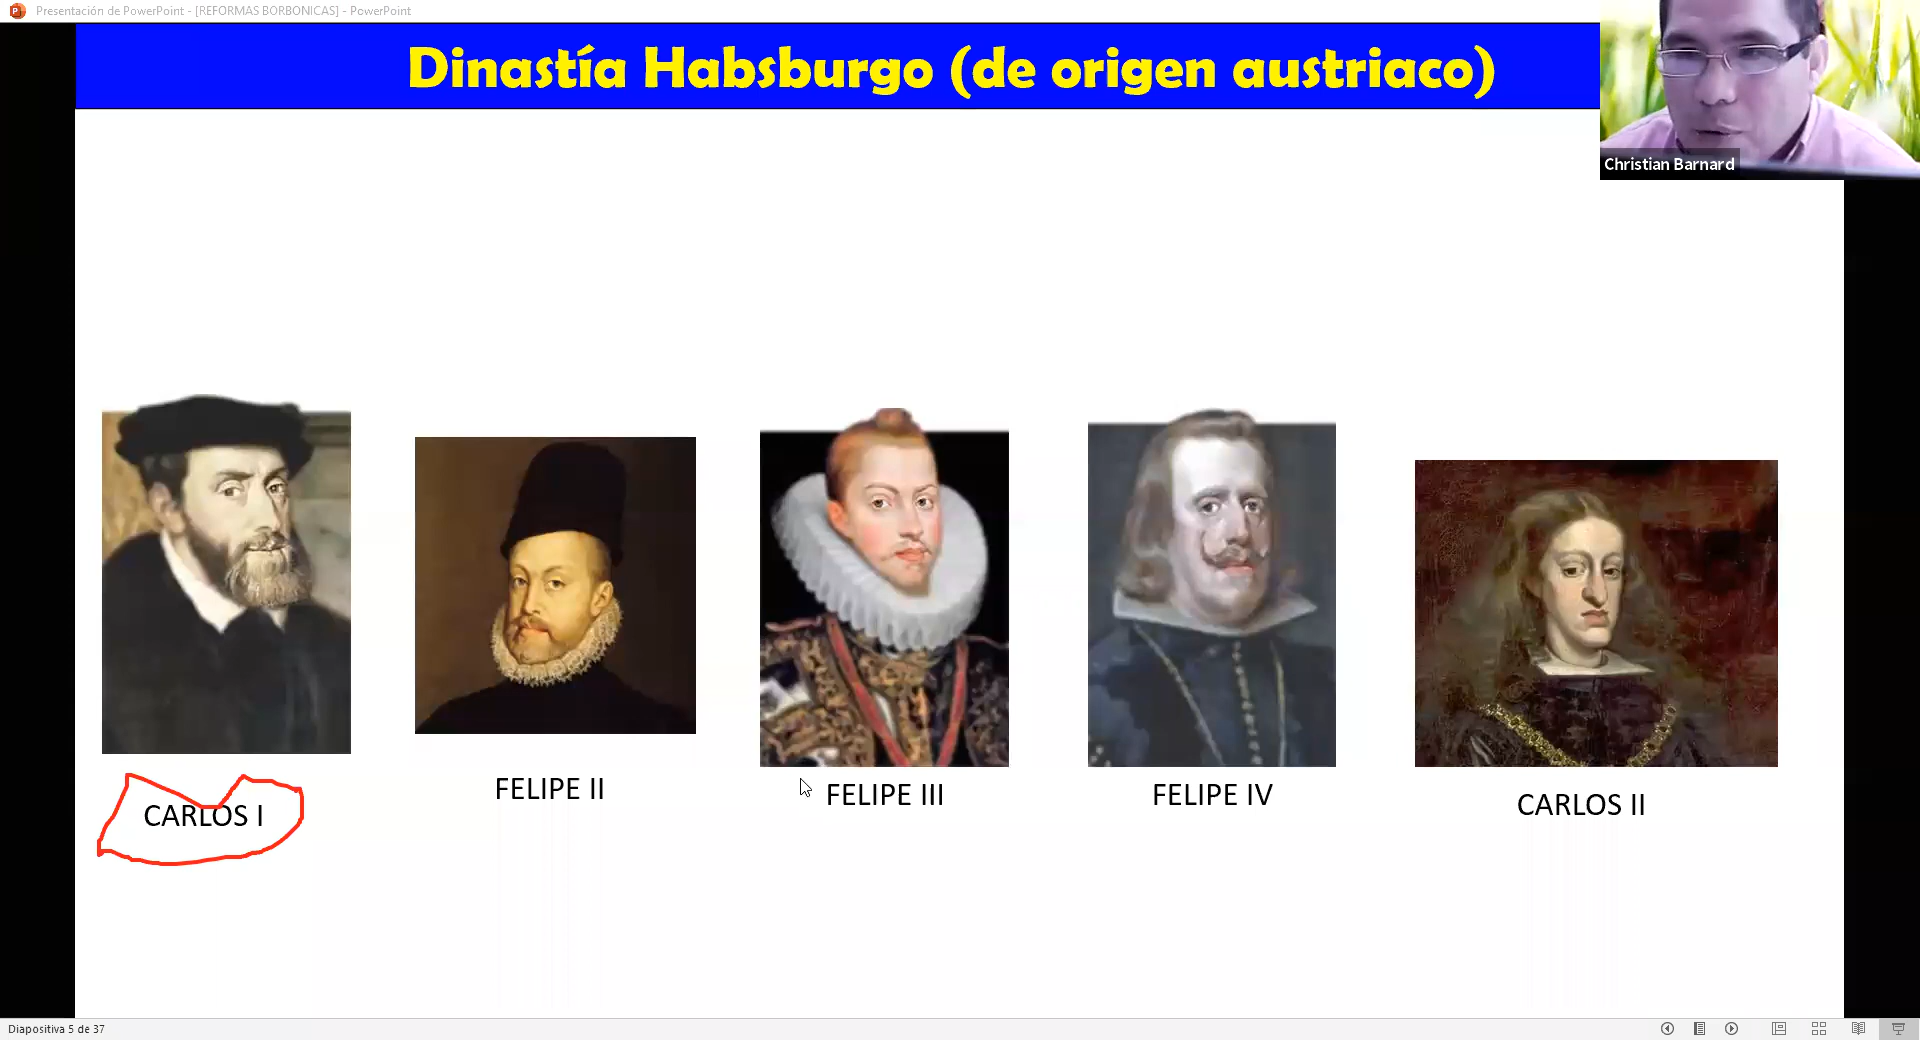 Presentación de PowerPoint - [REFORMAS BORBONICAS] - PowerPoint
Dinastía Habsburgo (de origen austriaco)
Christian Barnard
CARLOS I
FELIPE II
FELIPE III
FELIPE IV
CARLOS II
Diapositiva 5 de 37